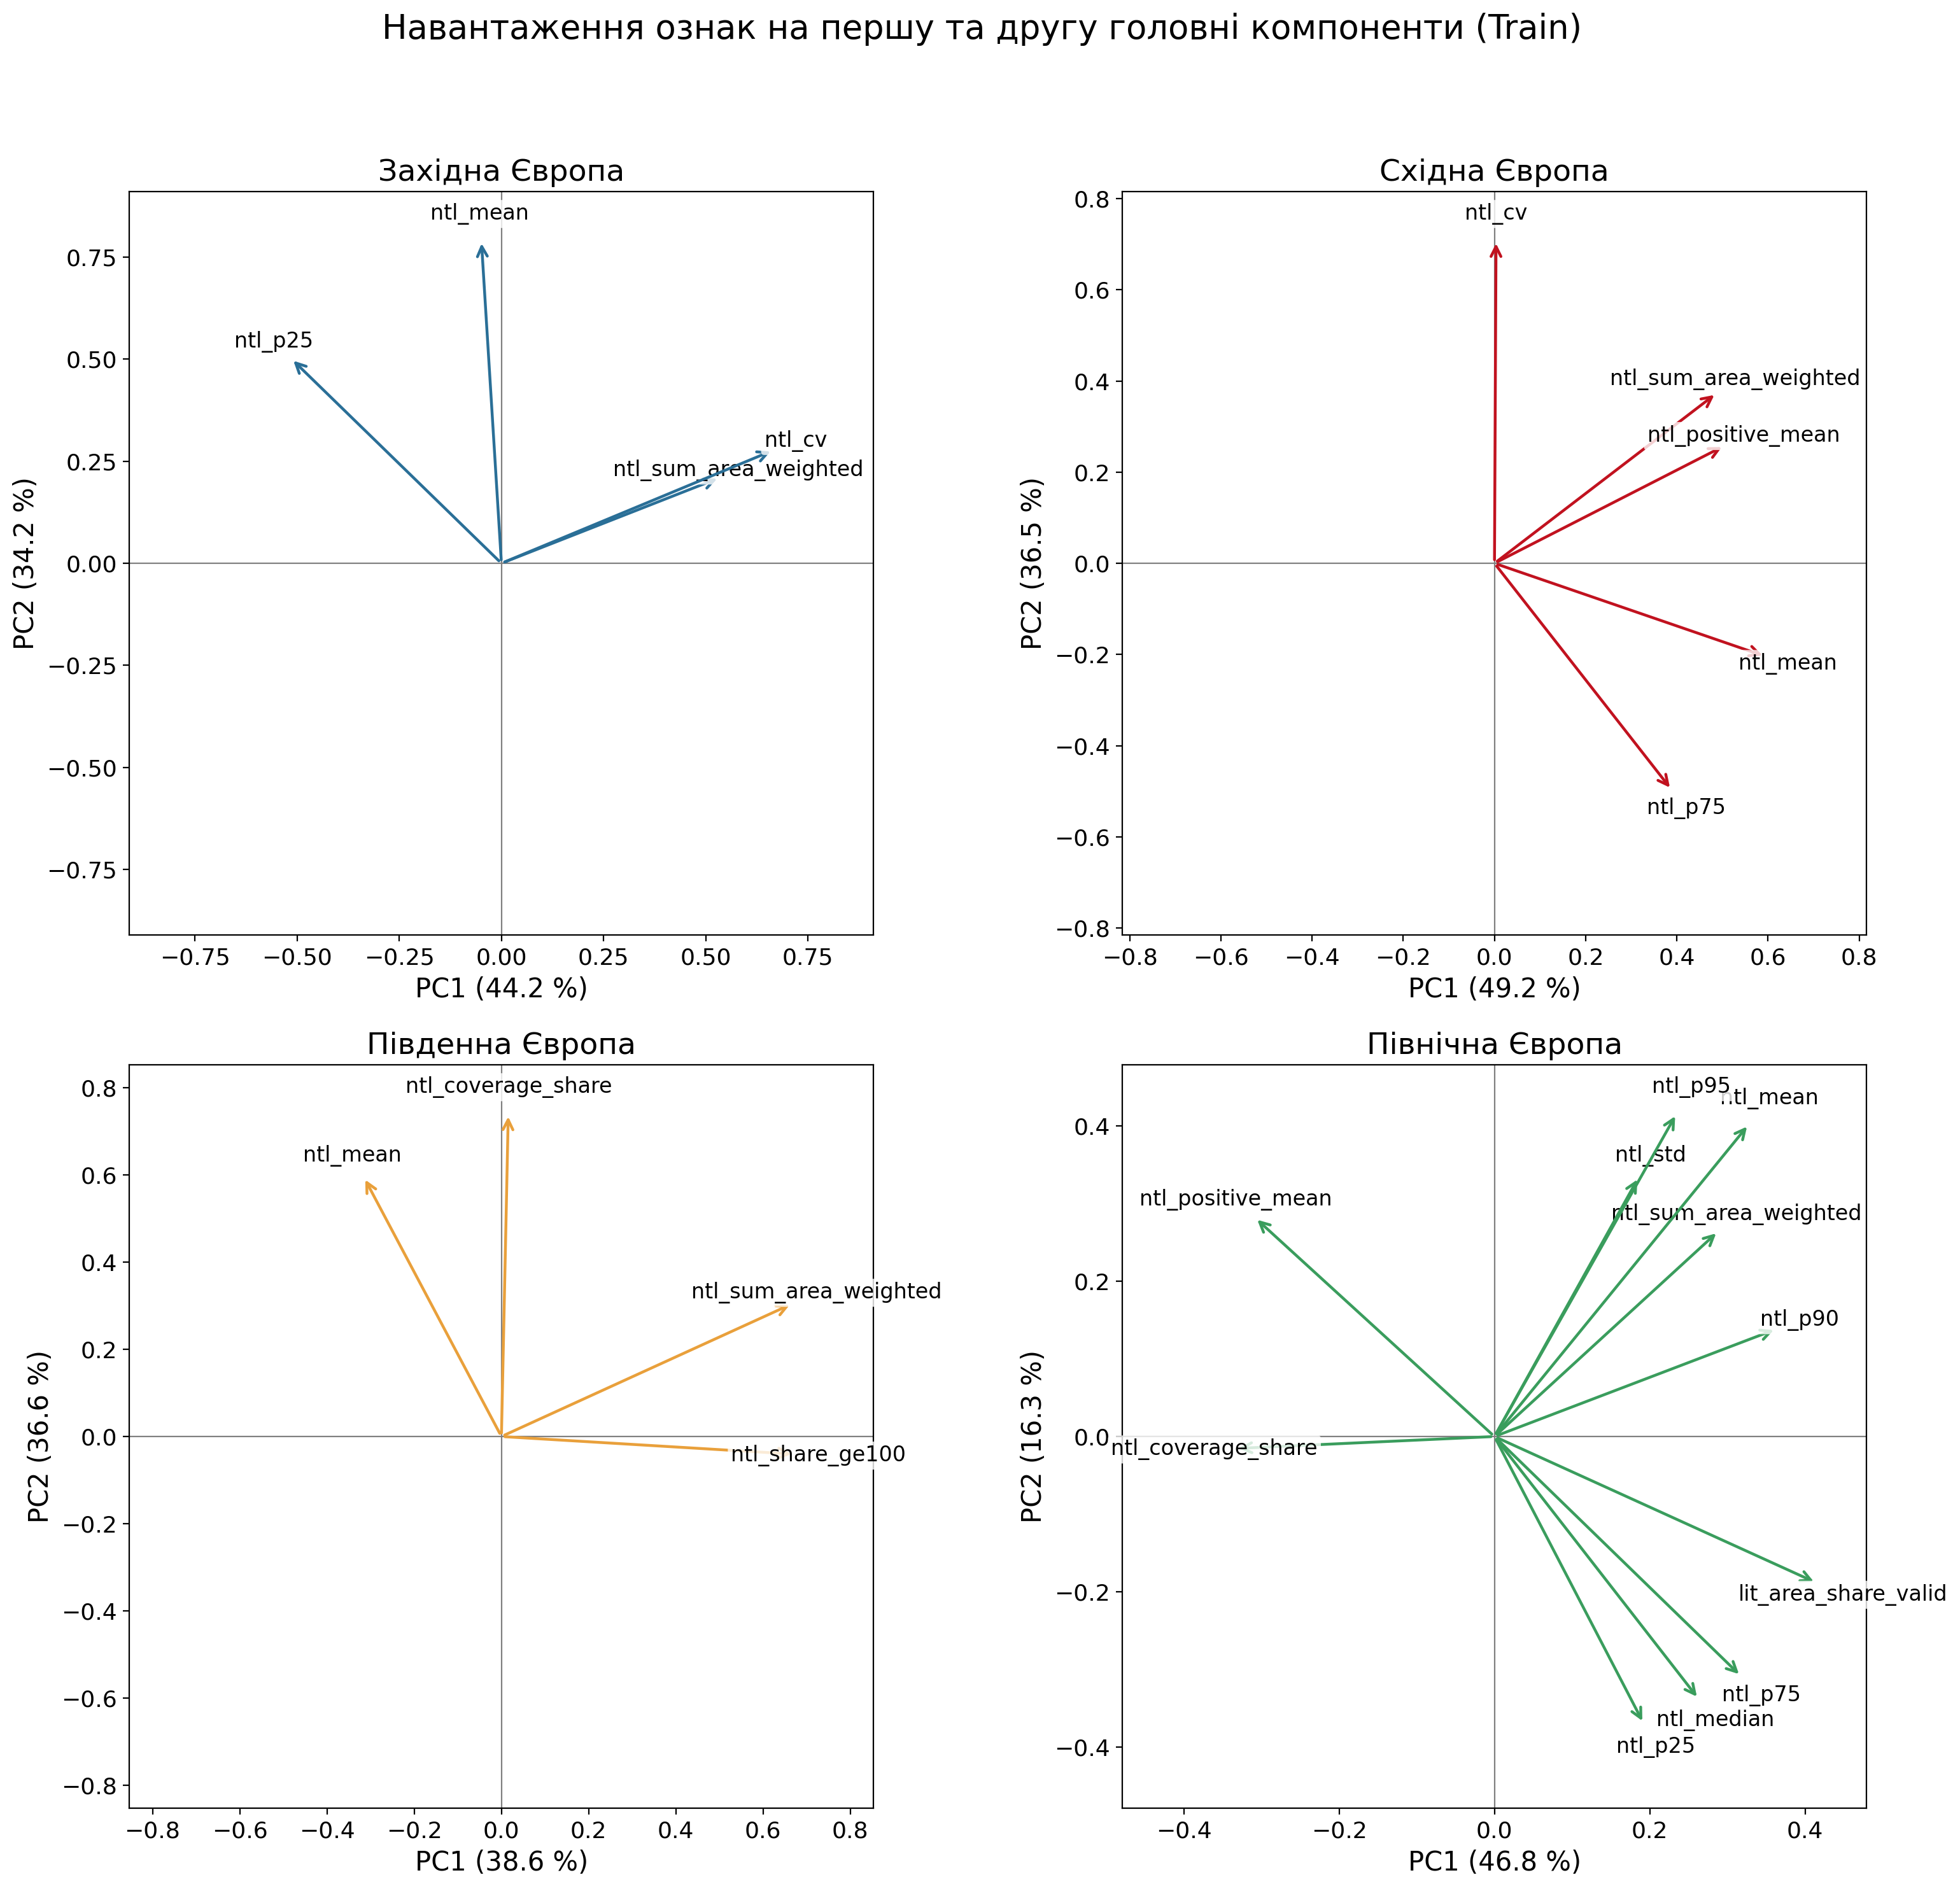 Навантаження ознак на першу та другу головні компоненти (Train)
Західна Європа
ntl_mean
ntl_p25
ntl_cv
ntl_sum_area_weighted
0.75
0.50
0.25
0.00
−0.25
−0.50
−0.75
PC2 (34.2 %)
−0.75 −0.50 −0.25 0.00 0.25 0.50 0.75
PC1 (44.2 %)
Східна Європа
ntl_cv
ntl_sum_area_weighted
ntl_positive_mean
ntl_mean
ntl_p75
0.8
0.6
0.4
0.2
0.0
−0.2
−0.4
−0.6
−0.8
PC2 (36.5 %)
−0.8 −0.6 −0.4 −0.2 0.0 0.2 0.4 0.6 0.8
PC1 (49.2 %)
Південна Європа
ntl_coverage_share
ntl_mean
ntl_sum_area_weighted
ntl_share_ge100
0.8
0.6
0.4
0.2
0.0
−0.2
−0.4
−0.6
−0.8
PC2 (36.6 %)
−0.8 −0.6 −0.4 −0.2 0.0 0.2 0.4 0.6 0.8
PC1 (38.6 %)
Північна Європа
ntl_p95
ntl_mean
ntl_std
ntl_positive_mean
ntl_sum_area_weighted
ntl_p90
ntl_coverage_share
lit_area_share_valid
ntl_p75
ntl_median
ntl_p25
0.4
0.2
0.0
−0.2
−0.4
PC2 (16.3 %)
−0.4 −0.2 0.0 0.2 0.4
PC1 (46.8 %)